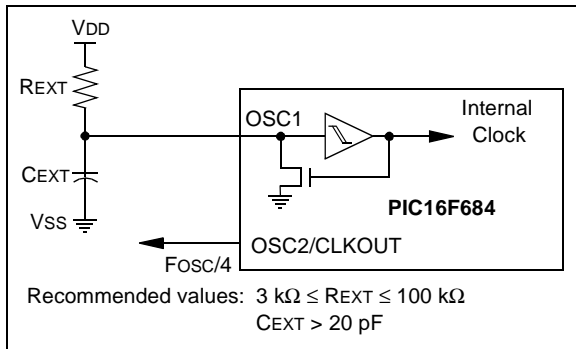 VDD
REXT
OSC1
Internal
Clock
CEXT
PIC16F684
VSS
OSC2/CLKOUT
FOSC/4
Recommended values: 3 kΩ ≤ REXT ≤ 100 kΩ
CEXT > 20 pF